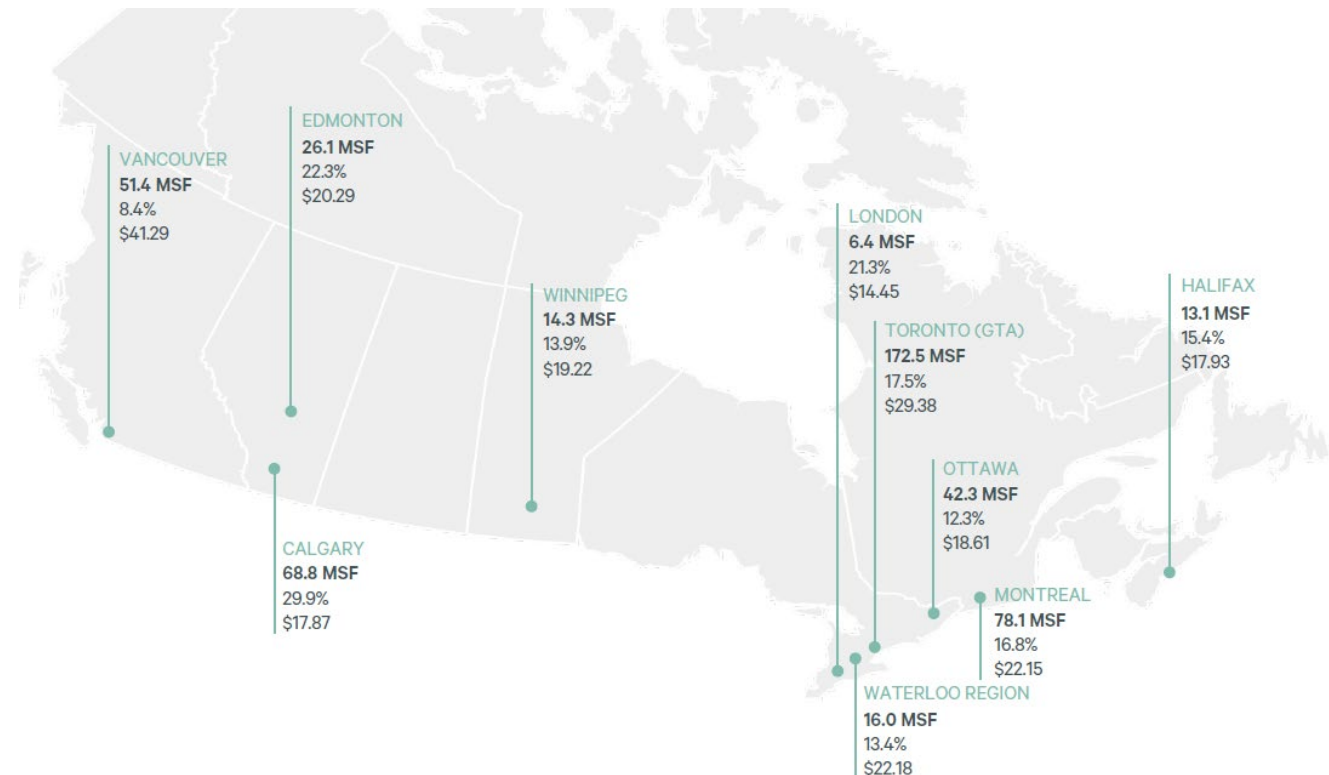 VANCOUVER
51.4 MSF
8.4%
$41.29
EDMONTON
26.1 MSF
22.3%
$20.29
CALGARY
68.8 MSF
29.9%
$17.87
WINNIPEG
14.3 MSF
13.9%
$19.22
LONDON
6.4 MSF
21.3%
$14.45
TORONTO (GTA)
172.5 MSF
17.5%
$29.38
OTTAWA
42.3 MSF
12.3%
$18.61
MONTREAL
78.1 MSF
16.8%
$22.15
WATERLOO REGION
16.0 MSF
13.4%
$22.18
HALIFAX
13.1 MSF
15.4%
$17.93